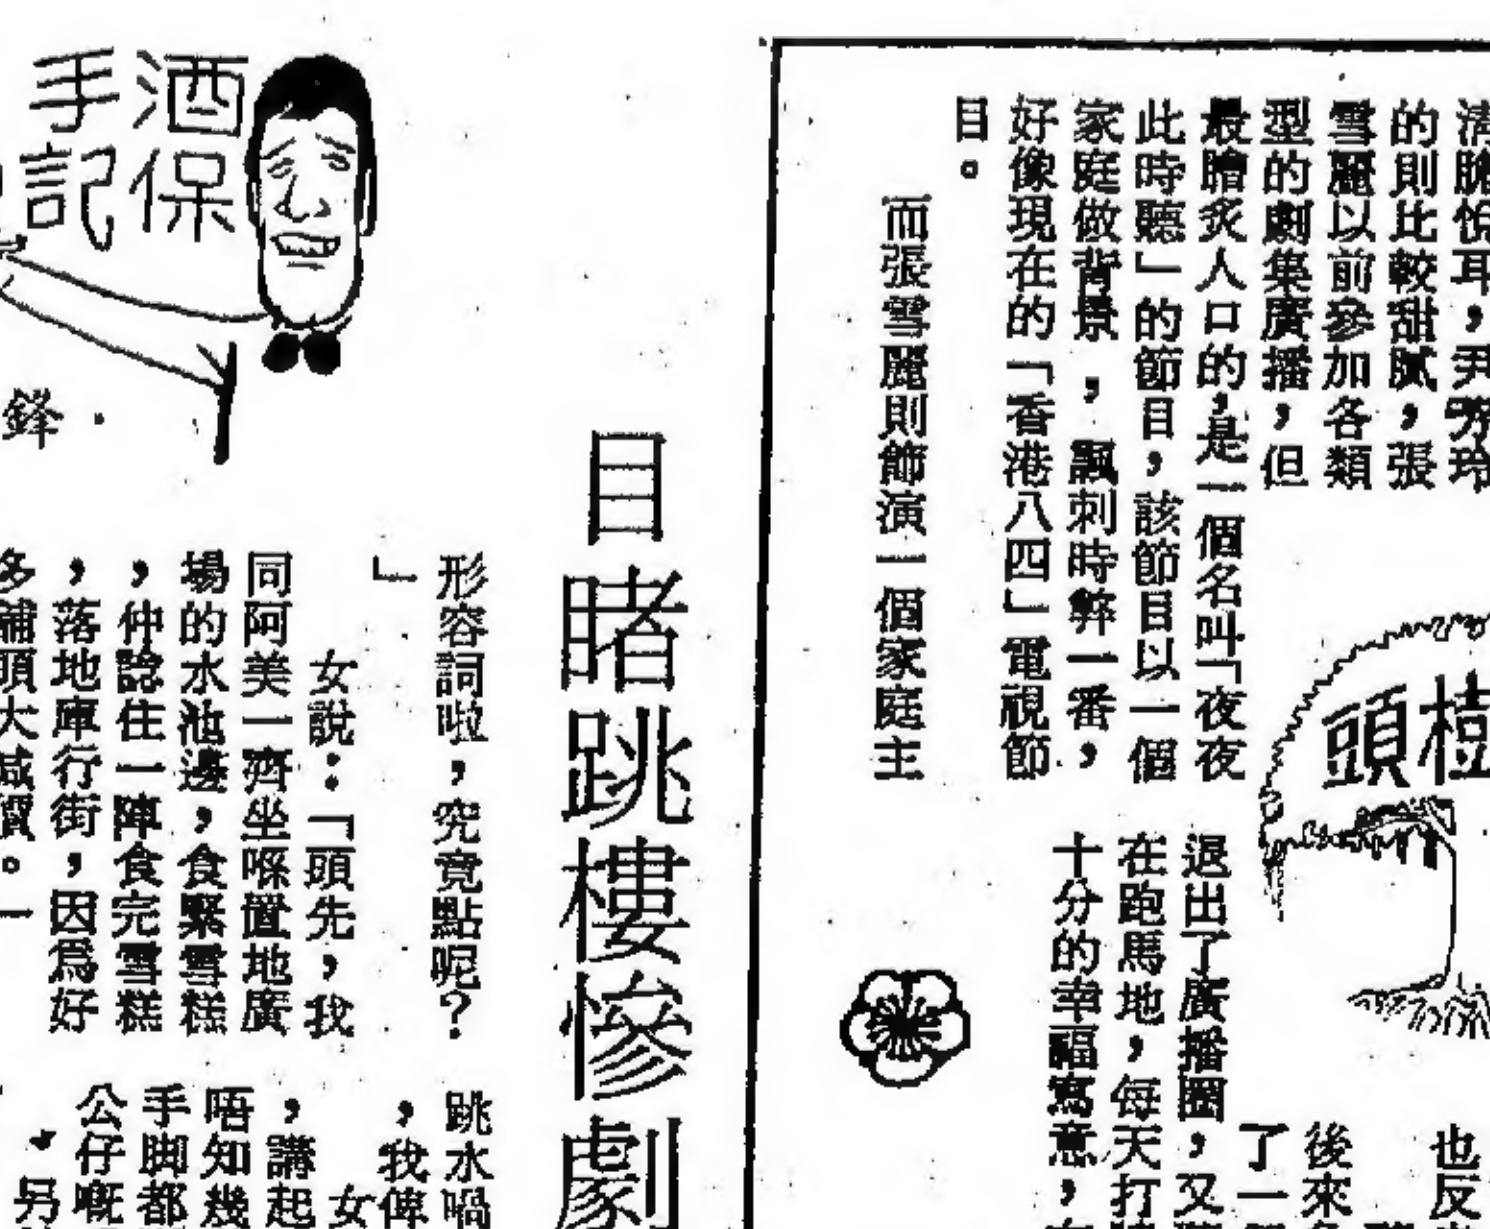 清膽悅耳，尹芳玲
的則比較甜膩，張
雪麗以前參加各類
型的劇集廣播，但
最膾炙人口的，是一個名叫「夜夜
此時聽」的節目，該節目以一個
家庭做背景，諷刺時弊一番，
好像現在的「香港八四」電視節
目。
而張雪麗則飾演一個家庭主
頭
退出了廣播圈，又
在跑馬地，每天打
十分的幸福寫意，
也反
後來
了一
目睹跳樓慘劇
酒保
手記
鋒
形容詞啦，究竟點呢？
」
女說：「頭先，我
同阿美一齊坐喺置地廣
場的水池邊，食緊雪糕
，仲諗住一陣食完雪糕
，落地庫行街，因爲好
多舖頭大減價。一
跳水喎
，我俾
女
，講起
唔知幾
手脚都
公仔嘅
，另